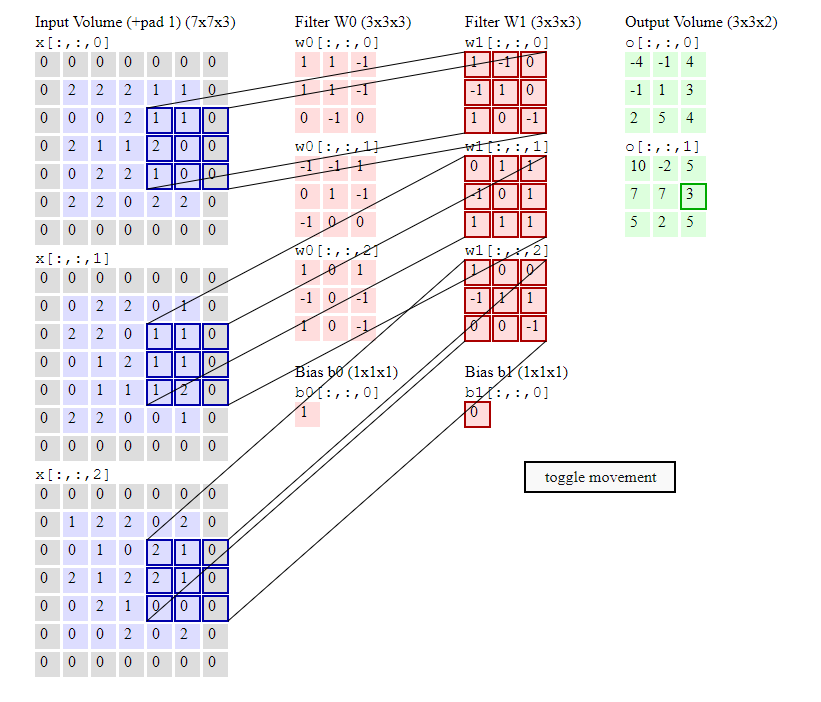 Input Volume (+pad 1) (7x7x3)
x[:,:,0]
0 0 0 0 0 0 0
0 2 2 2 1 1 0
0 0 0 2 1 1 0
0 2 1 1 2 0 0
0 0 2 2 1 0 0
0 2 2 0 2 2 0
0 0 0 0 0 0 0
x[:,:,1]
0 0 0 0 0 0 0
0 0 2 2 0 1 0
0 2 2 0 1 1 0
0 0 1 2 1 1 0
0 0 1 1 1 2 0
0 2 2 0 0 1 0
0 0 0 0 0 0 0
x[:,:,2]
0 0 0 0 0 0 0
0 1 2 2 0 2 0
0 0 1 0 2 1 0
0 2 1 2 2 1 0
0 0 2 1 0 0 0
0 0 0 2 0 2 0
0 0 0 0 0 0 0
Filter W0 (3x3x3)
w0[:,:,0]
1 1 -1
1 1 -1
0 -1 0
w0[:,:,1]
-1 -1 1
0 1 -1
-1 0 0
w0[:,:,2]
1 0 1
-1 0 -1
1 0 -1
Bias b0 (1x1x1)
b0[:,:,0]
1
Filter W1 (3x3x3)
w1[:,:,0]
1 -1 0
-1 1 0
1 0 -1
w1[:,:,1]
0 1 1
-1 0 1
1 1 1
w1[:,:,2]
1 0 0
-1 1 1
0 0 -1
Bias b1 (1x1x1)
b1[:,:,0]
0
Output Volume (3x3x2)
o[:,:,0]
-4 -1 4
-1 1 3
2 5 4
o[:,:,1]
10 -2 5
7 7 3
5 2 5
toggle movement